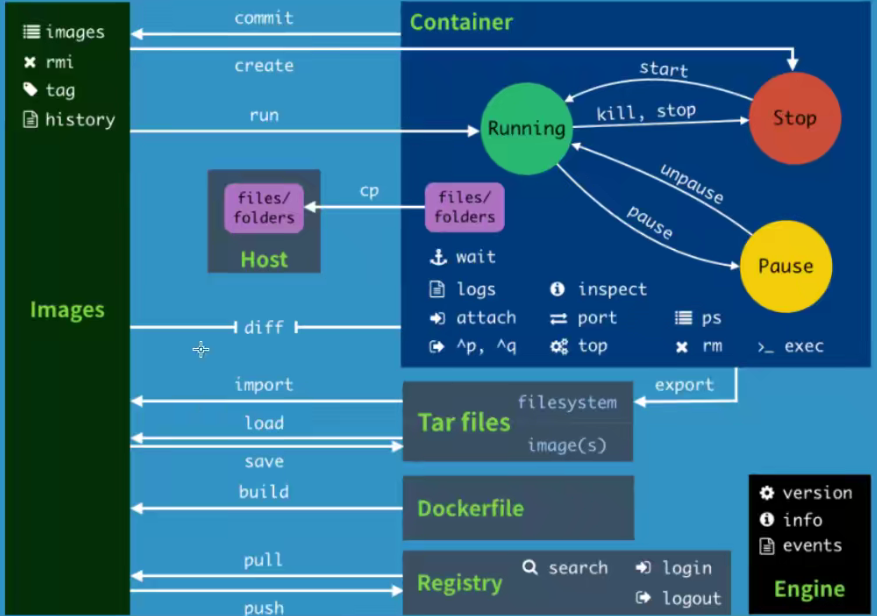 images
rmi
tag
history
Images
commit
create
run
cp
files/
folders
Host
diff
import
load
save
build
pull
push
Container
Running
start
kill, stop
Stop
unpause
pause
Pause
files/
folders
wait
logs
inspect
attach
port
ps
^p, ^q
top
rm
>_ exec
export
Tar files
filesystem
image(s)
Dockerfile
Registry
search
login
logout
version
info
events
Engine